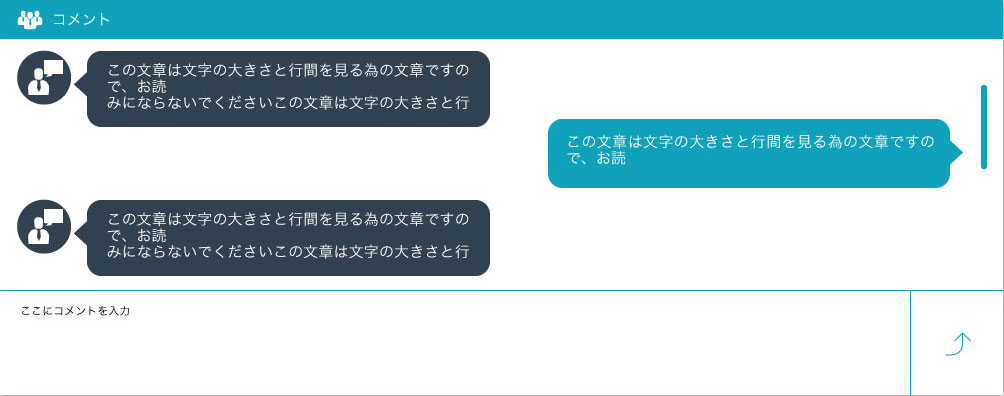 コメント
この文章は文字の大きさと行間を見る為の文章ですの
で、お読
みにならないでくださいこの文章は文字の大きさと行
この文章は文字の大きさと行間を見る為の文章ですの
で、お読
この文章は文字の大きさと行間を見る為の文章ですの
で、お読
みにならないでくださいこの文章は文字の大きさと行
ここにコメントを入力